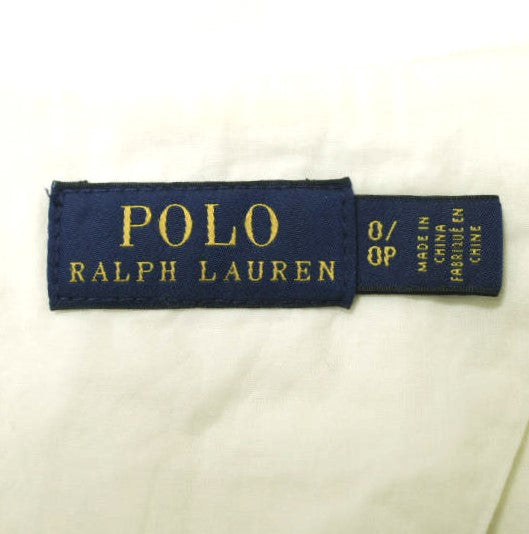 POLO
RALPH LAUREN
0/
0P
MADE IN
CHINA
FABRIQUÉ EN
CHINE